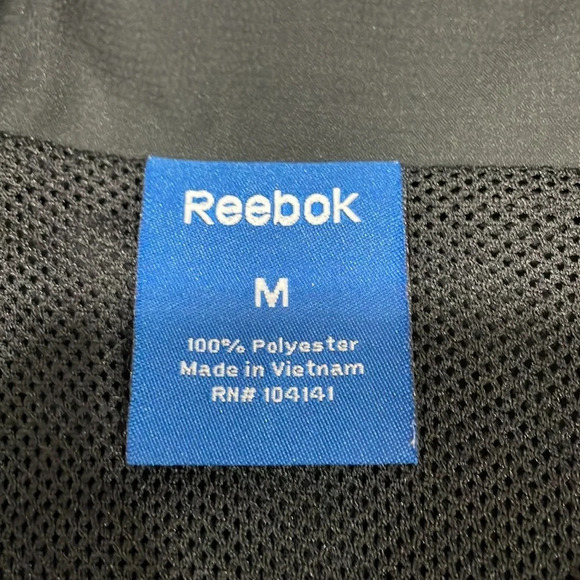 Reebok
M
100% Polyester
Made in Vietnam
RN# 104141